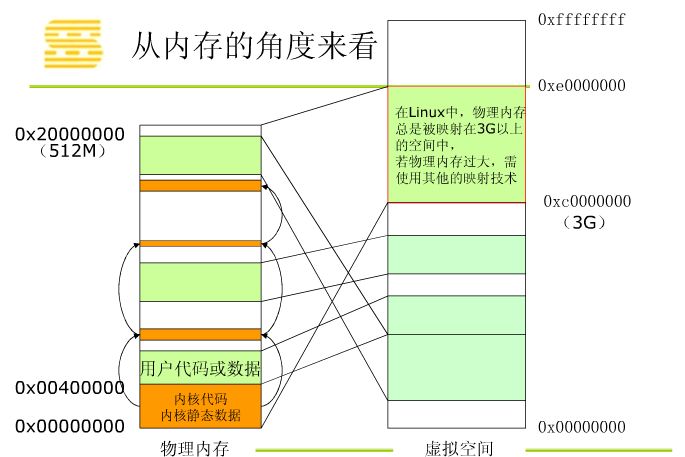 从内存的角度来看
0xffffffff
0xe0000000
在Linux中，物理内存
总是被映射在3G以上
的空间中，
若物理内存过大，需
使用其他的映射技术
0x20000000
（512M）
0xc0000000
（3G）
用户代码或数据
0x00400000
内核代码
内核静态数据
0x00000000
0x00000000
物理内存
虚拟空间